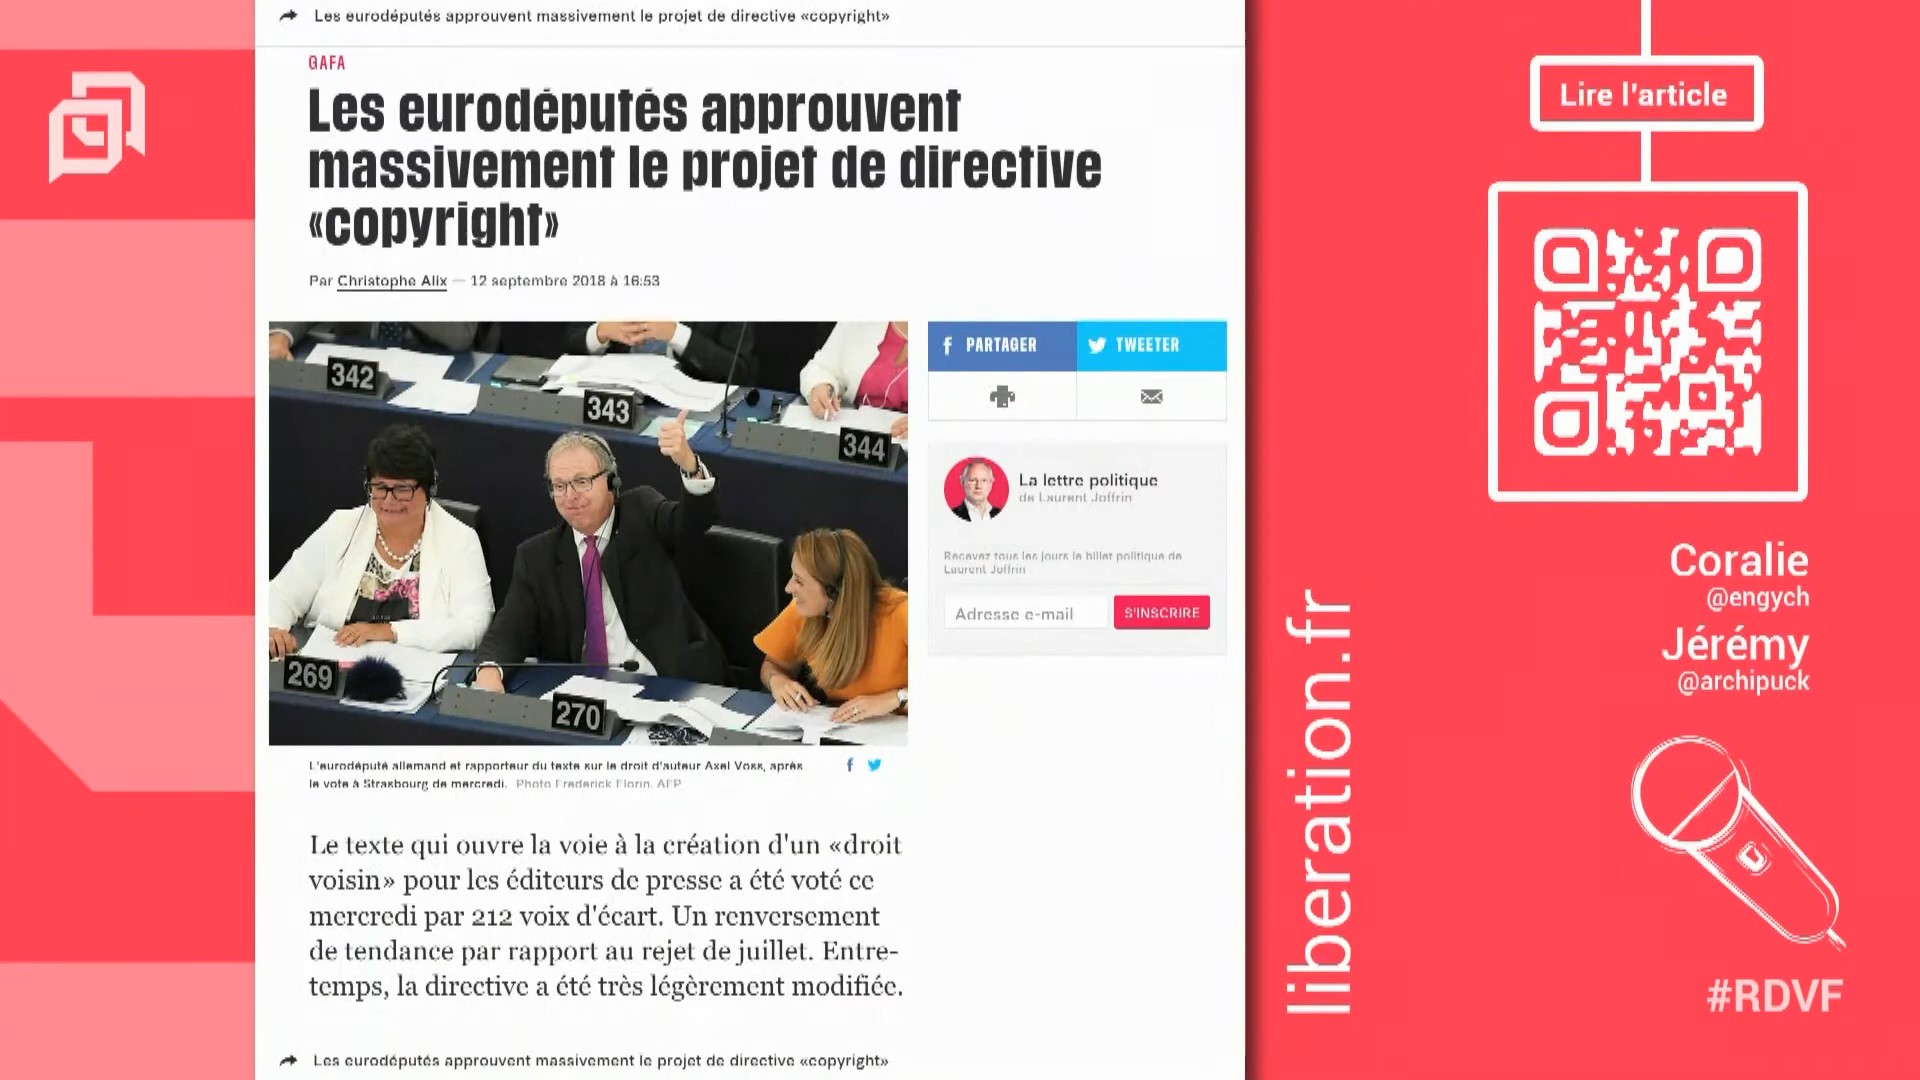 Les eurodéputés approuvent massivement le projet de directive «copyright»
GAFA
Les eurodéputés approuvent
massivement le projet de directive
«copyright»
Par Christophe Alix — 12 septembre 2018 à 16:53
342
343
344
269
270
PARTAGER
TWEETER
La lettre politique
de Laurent Joffrin
Recevez tous les jours le billet politique de
Laurent Joffrin
Adresse e-mail
S'INSCRIRE
L'eurodéputé allemand et rapporteur du texte sur le droit d'auteur Axel Voss, après
le vote à Strasbourg de mercredi. Photo Frederick Florin. AFP
Le texte qui ouvre la voie à la création d'un «droit
voisin» pour les éditeurs de presse a été voté ce
mercredi par 212 voix d'écart. Un renversement
de tendance par rapport au rejet de juillet. Entre-
temps, la directive a été très légèrement modifiée.
Les eurodéputés approuvent massivement le projet de directive «copyright»
liberation.fr
Lire l'article
Coralie
@engych
Jérémy
@archipuck
#RDVF